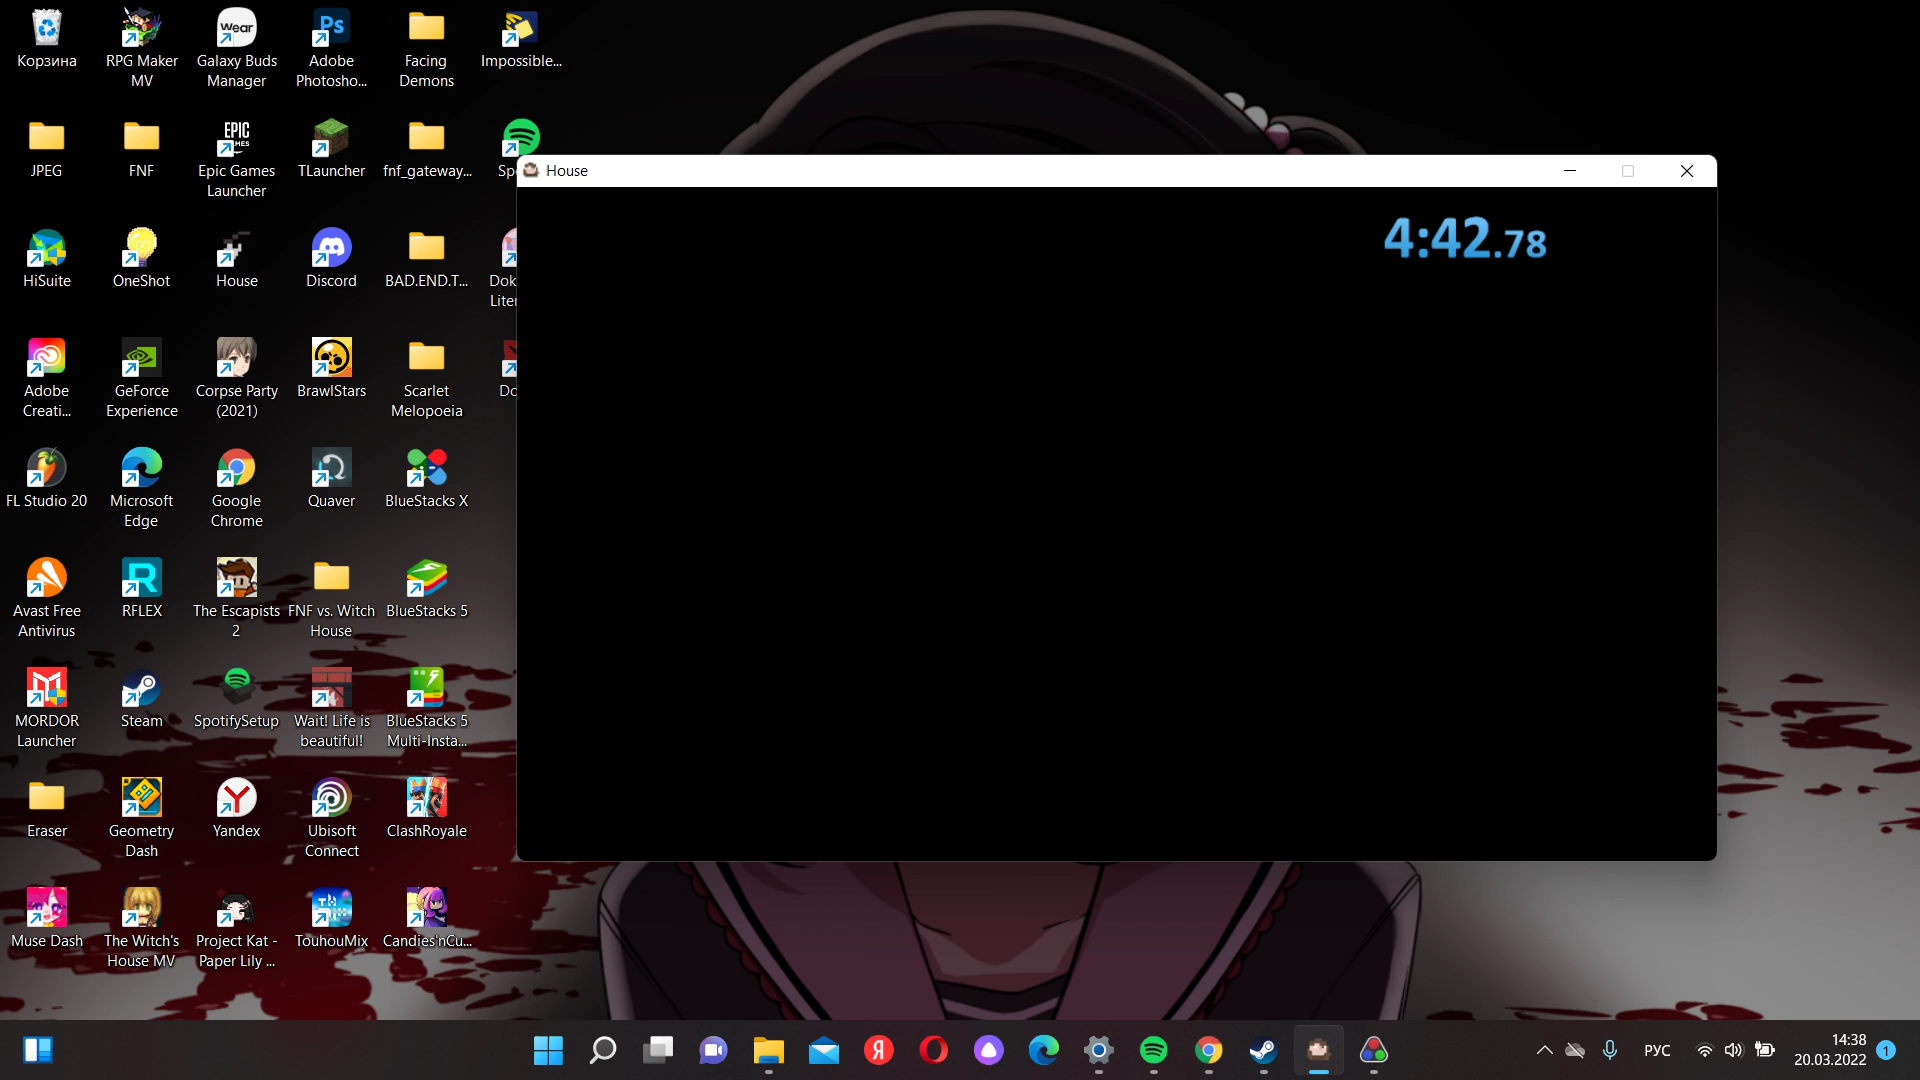 Корзина
RPG Maker
MV
Galaxy Buds
Manager
Adobe
Photosho...
Facing
Demons
Impossible...
JPEG
FNF
Epic Games
Launcher
TLauncher
fnf_gateway...
Sp
House
4:42.78
HiSuite
OneShot
House
Discord
BAD.END.T...
Dok
Liter
Adobe
Creati...
GeForce
Experience
Corpse Party
(2021)
BrawlStars
Scarlet
Melopoeia
Do
FL Studio 20
Microsoft
Edge
Google
Chrome
Quaver
BlueStacks X
Avast Free
Antivirus
RFLEX
The Escapists
2
FNF vs. Witch
House
BlueStacks 5
MORDOR
Launcher
Steam
SpotifySetup
Wait! Life is
beautiful!
BlueStacks 5
Multi-Insta...
Eraser
Geometry
Dash
Yandex
Ubisoft
Connect
ClashRoyale
Muse Dash
The Witch's
House MV
Project Kat -
Paper Lily ...
TouhouMix
Candies'nCu...
РУС
14:38
20.03.2022
1